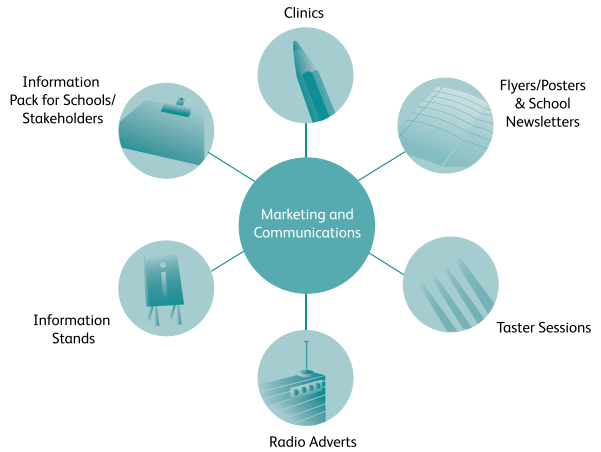 Clinics
Information
Pack for Schools/
Stakeholders
Flyers/Posters
& School
Newsletters
Marketing and
Communications
Information
Stands
Taster Sessions
Radio Adverts